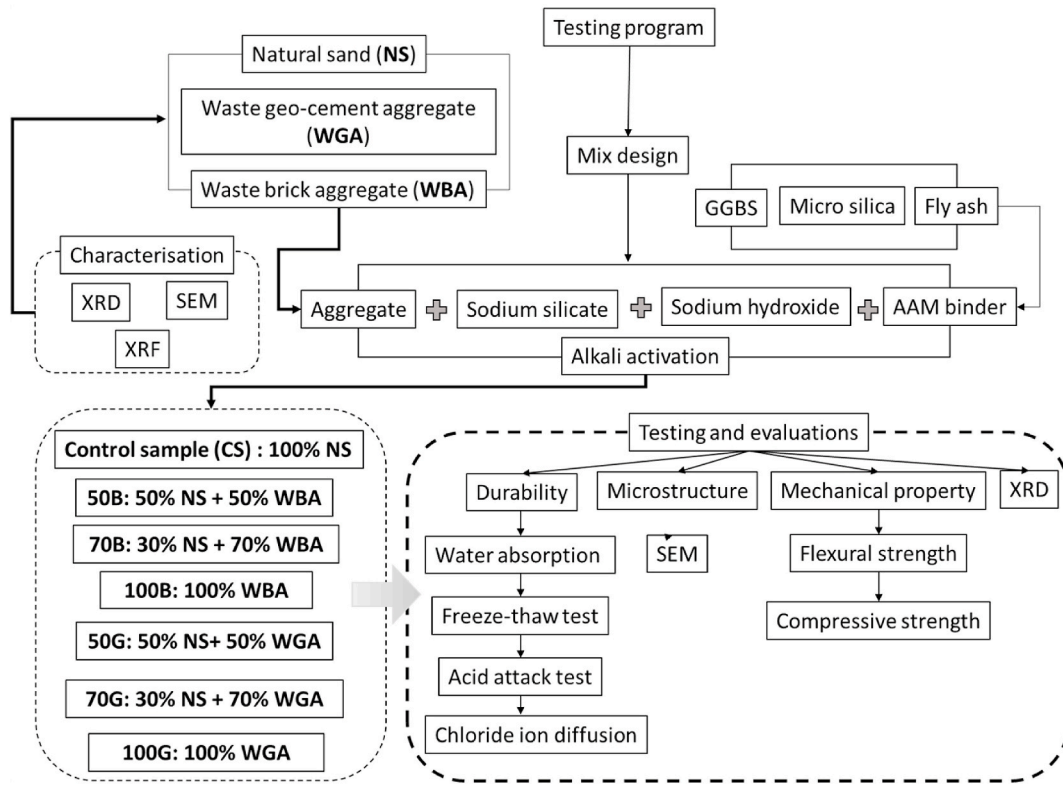 Testing program
Natural sand (NS)
Waste geo-cement aggregate
(WGA)
Waste brick aggregate (WBA)
Mix design
GGBS
Micro silica
Fly ash
Characterisation
XRD
SEM
XRF
Aggregate
Sodium silicate
Sodium hydroxide
AAM binder
Alkali activation
Control sample (CS) : 100% NS
50B: 50% NS + 50% WBA
70B: 30% NS + 70% WBA
100B: 100% WBA
50G: 50% NS+ 50% WGA
70G: 30% NS + 70% WGA
100G: 100% WGA
Testing and evaluations
Durability
Microstructure
Mechanical property
XRD
Water absorption
SEM
Flexural strength
Freeze-thaw test
Compressive strength
Acid attack test
Chloride ion diffusion